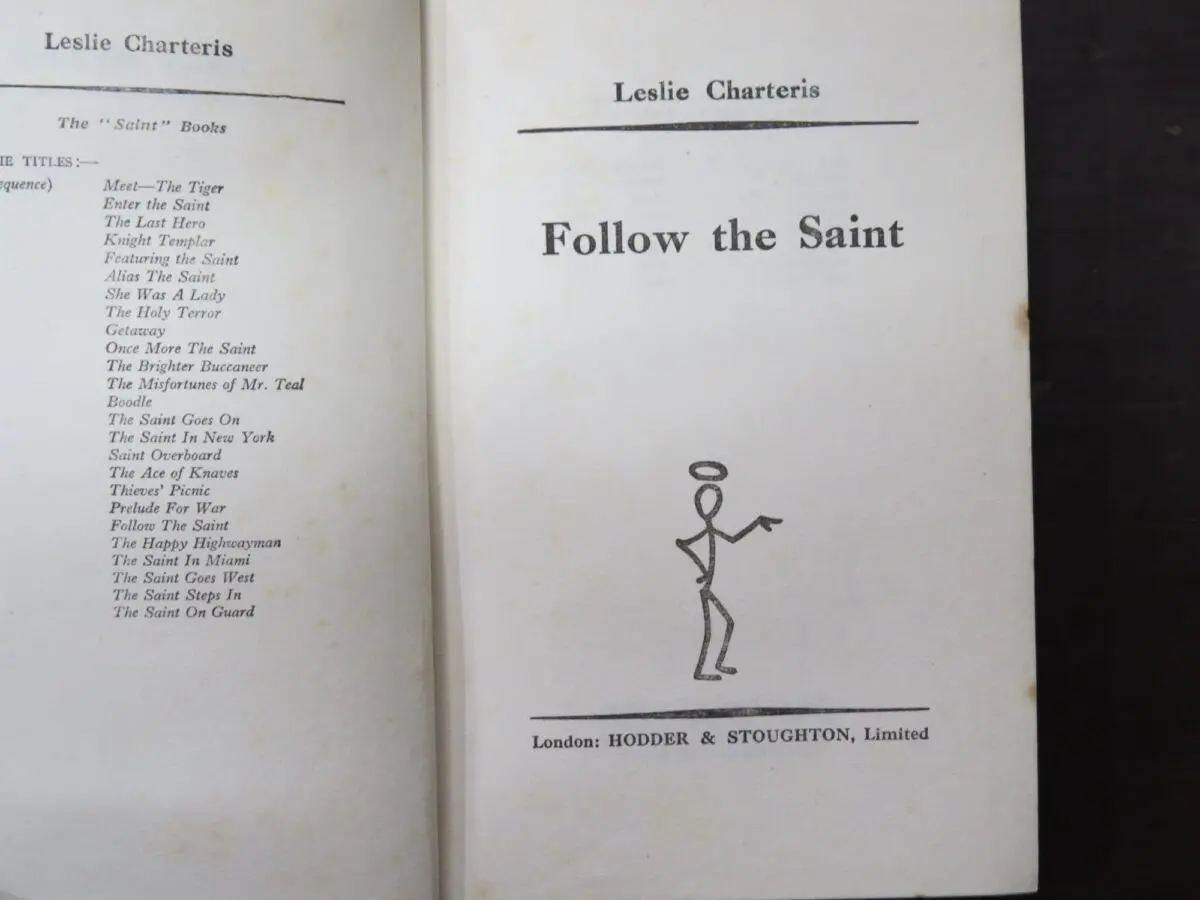 Leslie Charteris
The "Saint" Books
TITLES:—
Meet—The Tiger
Enter the Saint
The Last Hero
Knight Templar
Featuring the Saint
Alias The Saint
She Was A Lady
The Holy Terror
Getaway
Once More The Saint
The Brighter Buccaneer
The Misfortunes of Mr. Teal
Boodle
The Saint Goes On
The Saint In New York
Saint Overboard
The Ace of Knaves
Thieves' Picnic
Prelude For War
Follow The Saint
The Happy Highwayman
The Saint In Miami
The Saint Goes West
The Saint Steps In
The Saint On Guard
Leslie Charteris
Follow the Saint
London: HODDER & STOUGHTON, Limited